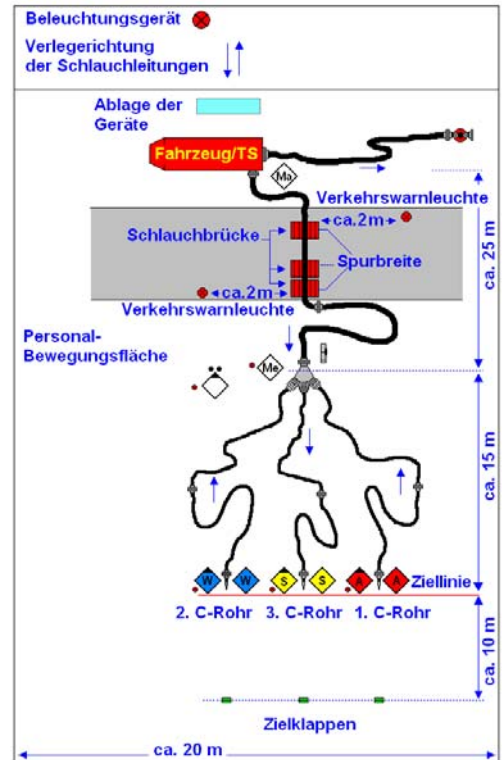 Beleuchtungsgerät
Verlegerichtung
der Schlauchleitungen
Ablage der
Geräte
Fahrzeug/TS
Ma
Verkehrswarnleuchte
ca.2m
Schlauchbrücke
Spurbreite
ca.2m
Verkehrswarnleuchte
ca. 25 m
Personal-
Bewegungsfläche
Me
ca. 15 m
W W S S A A Ziellinie
2. C-Rohr 3. C-Rohr 1. C-Rohr
ca. 10 m
Zielklappen
ca. 20 m